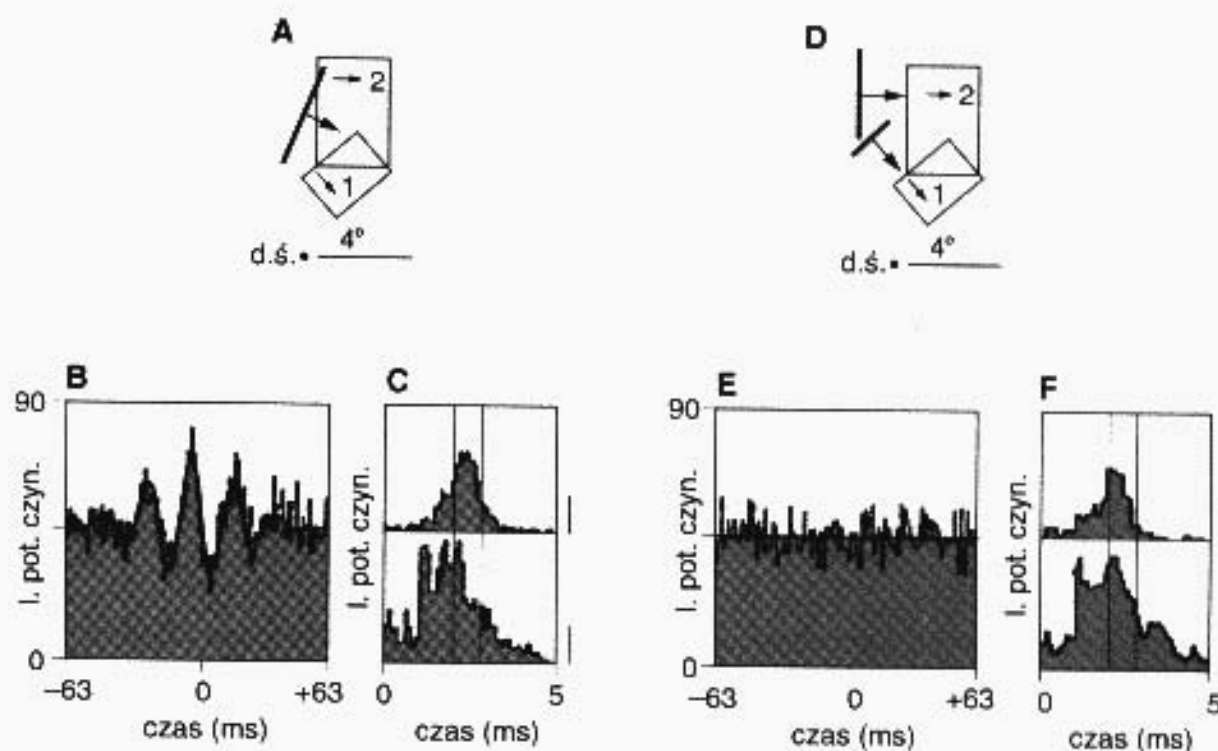 A
2
1
4°
d.ś.
D
2
1
4°
d.ś.
B
90
l. pot. czyn.
0
−63 0 +63
czas (ms)
C
l. pot. czyn.
0 5
czas (ms)
E
90
l. pot. czyn.
0
−63 0 +63
czas (ms)
F
l. pot. czyn.
0 5
czas (ms)